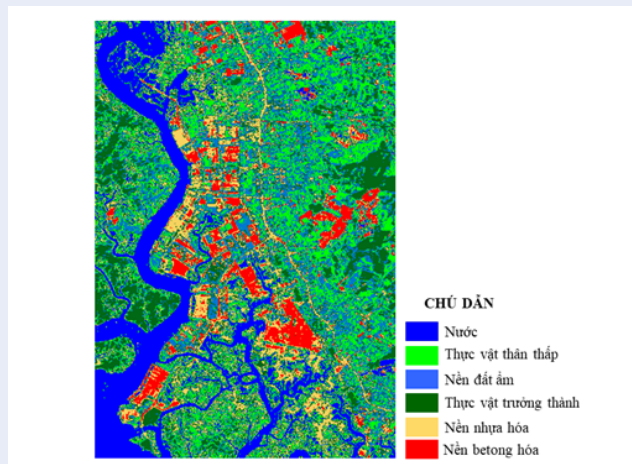 CHÚ DẪN
Nước
Thực vật thân thấp
Nền đất ẩm
Thực vật trưởng thành
Nền nhựa hóa
Nền betong hóa